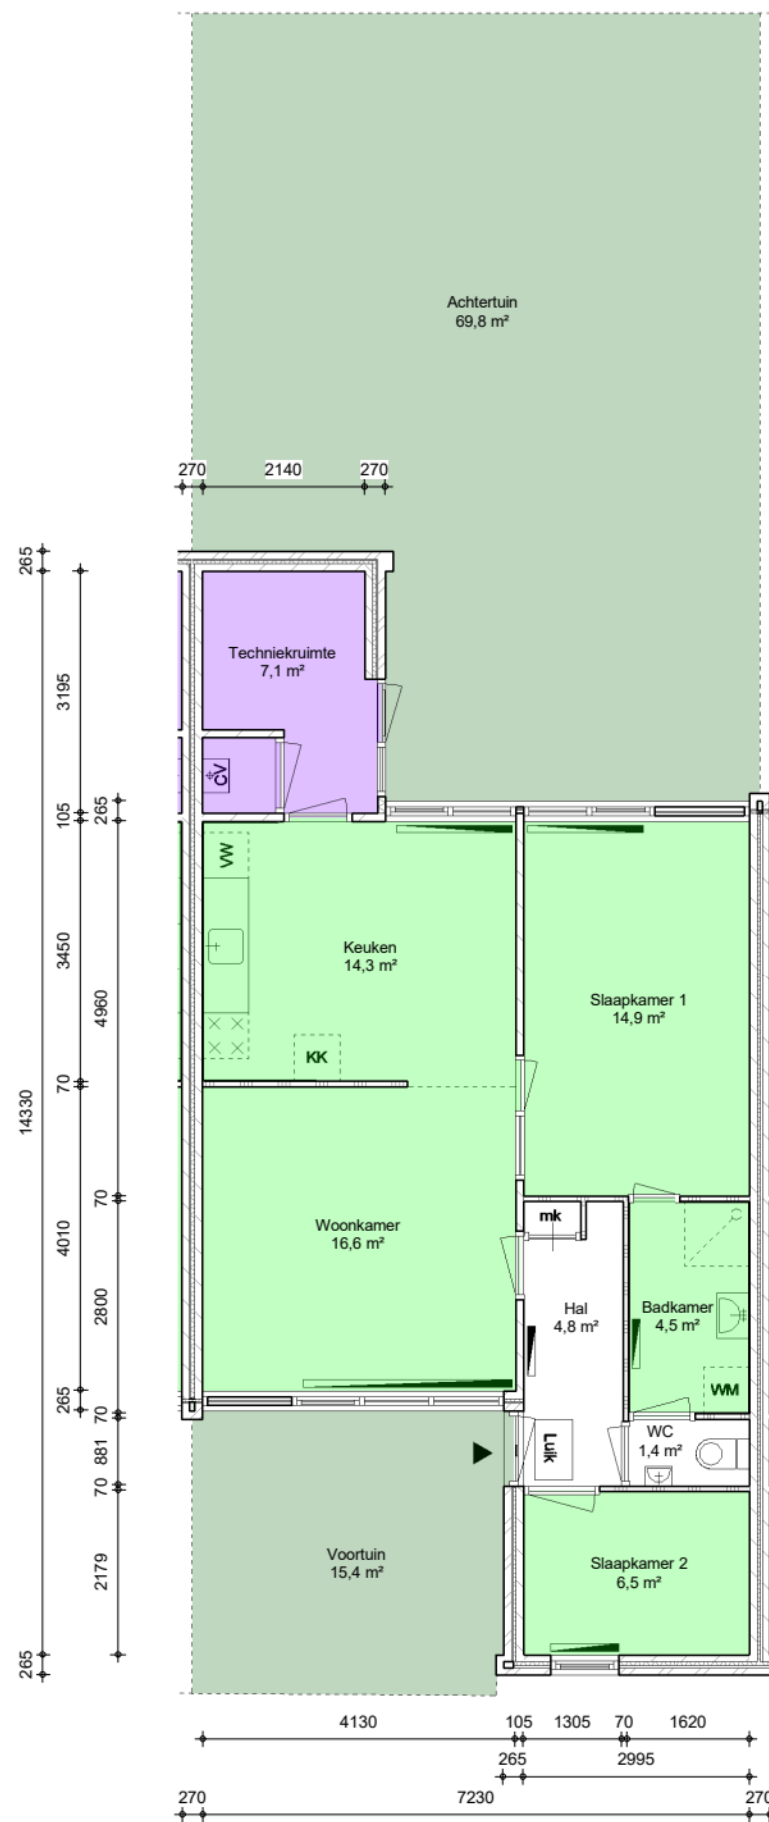 Achtertuin
69,8 m²
270
2140
270
265
3195
105
265
3450
4960
70
14330
70
4010
2800
265
70
881
70
2179
265
Techniekruimte
7,1 m²
CV
VW
Keuken
14,3 m²
KK
Slaapkamer 1
14,9 m²
Woonkamer
16,6 m²
mk
Hal
4,8 m²
Badkamer
4,5 m²
WM
WC
1,4 m²
Luik
Voortuin
15,4 m²
Slaapkamer 2
6,5 m²
4130
105
1305
70
1620
265
2995
270
7230
270